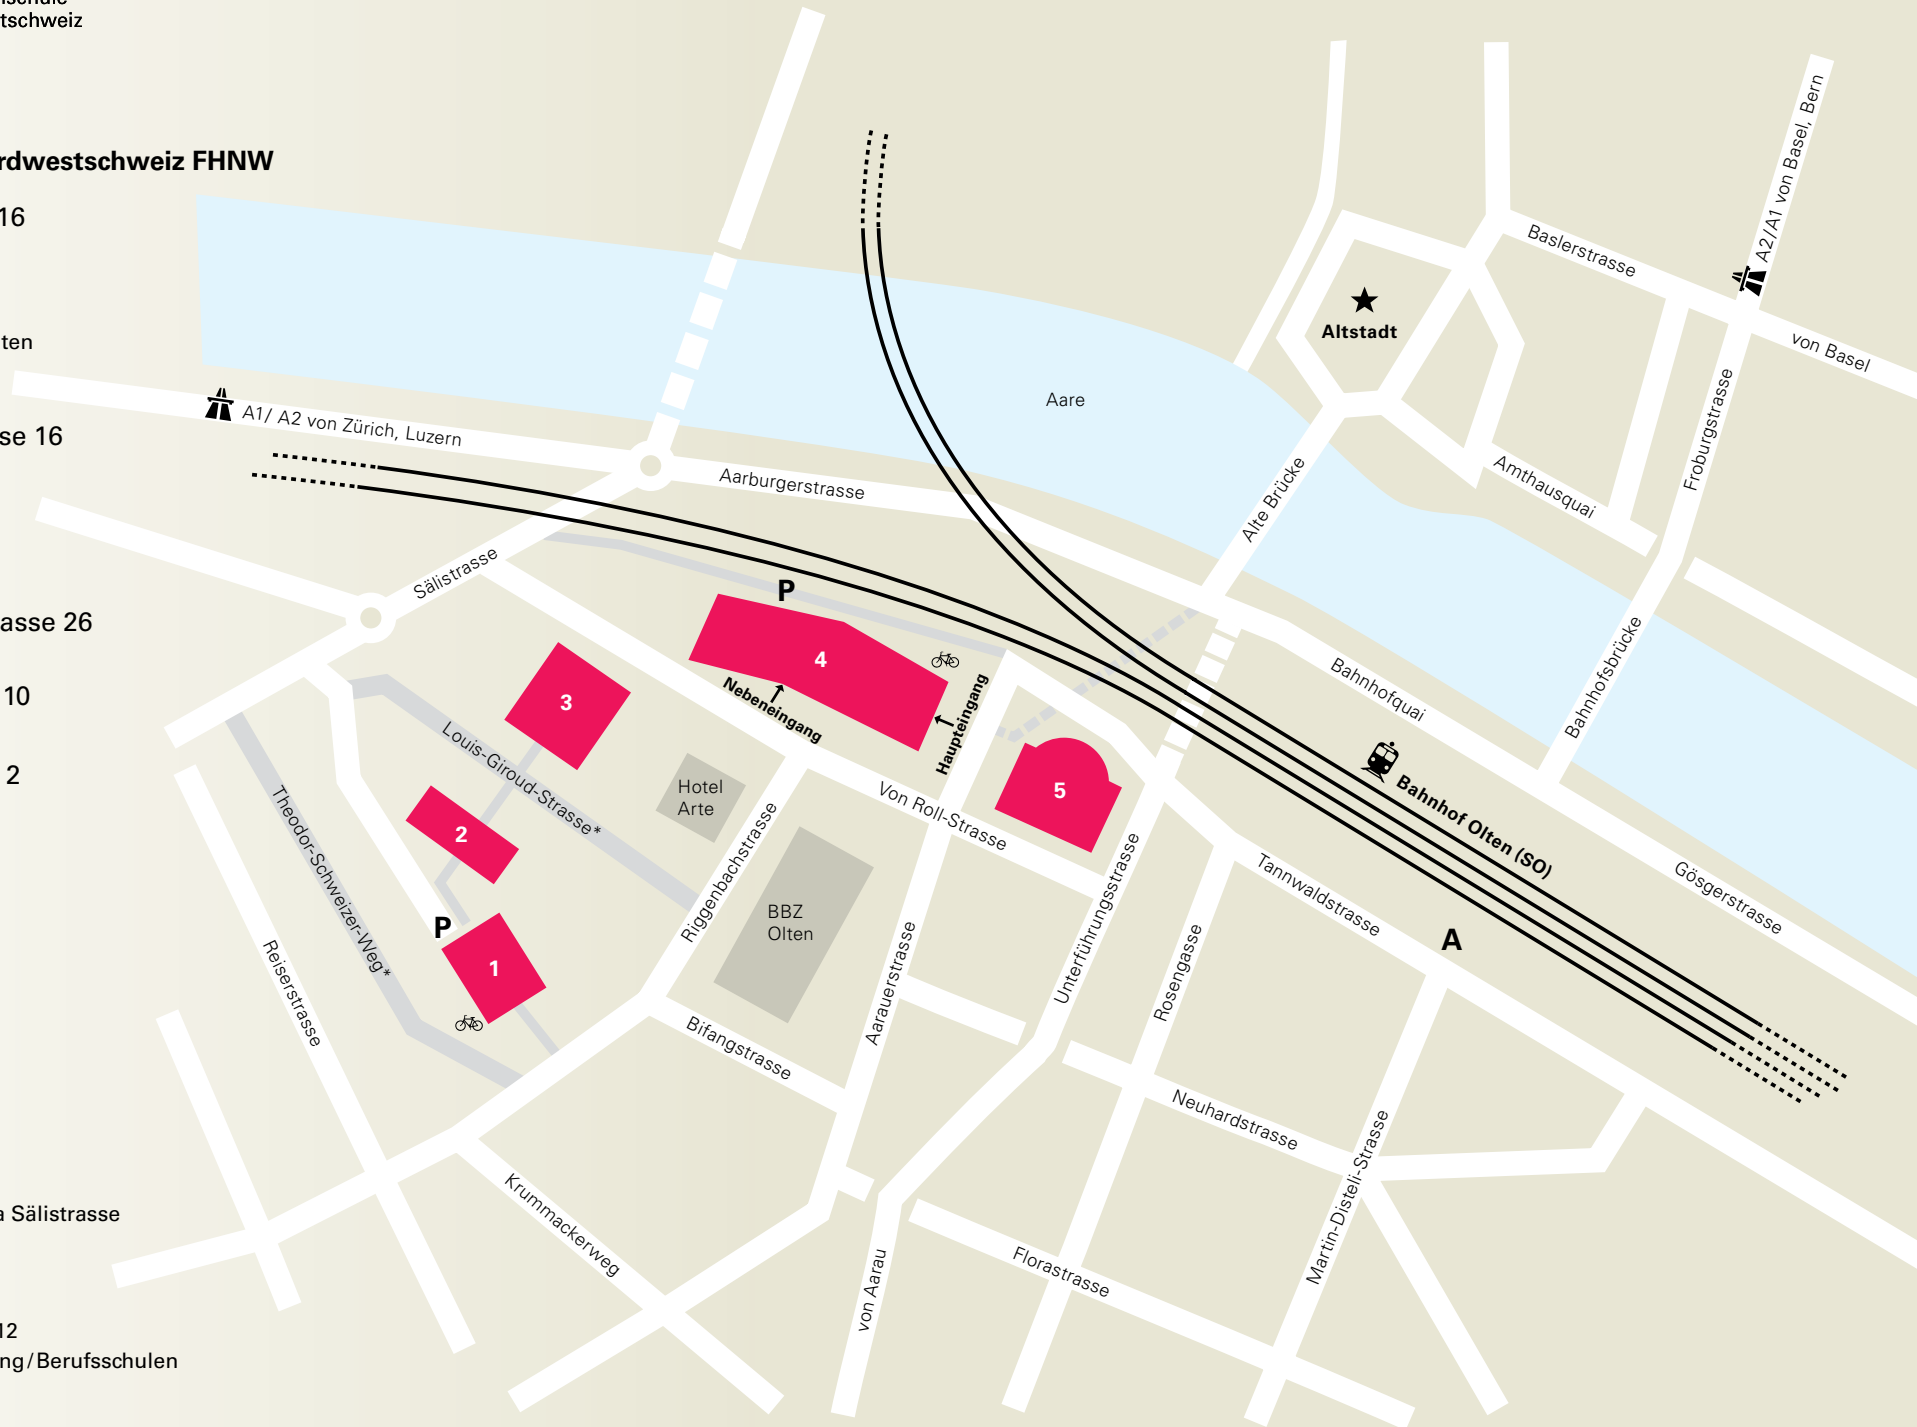 tschweiz
rdwestschweiz FHNW
16
ten
se 16
asse 26
10
2
a Sälistrasse
12
ng/Berufsschulen
A2/A1 von Basel, Bern
Baslerstrasse
von Basel
Altstadt
Aare
A1/ A2 von Zürich, Luzern
Aarburgerstrasse
Alte Brücke
Amthausquai
Froburgstrasse
Sälistrasse
P
4
3
Nebeneingang
Haupteingang
Bahnhofquai
Bahnhofsbrücke
Louis-Giroud-Strasse*
Hotel
Arte
5
Bahnhof Olten (SO)
Von Roll-Strasse
2
Theodor-Schweizer-Weg*
Riggenbachstrasse
BBZ
Olten
Unterführungsstrasse
Tannwaldstrasse
Gösgerstrasse
P
1
A
Reiserstrasse
Aarauerstrasse
Rosengasse
Bifangstrasse
Neuhardstrasse
Martin-Disteli-Strasse
Krummackerweg
von Aarau
Florastrasse